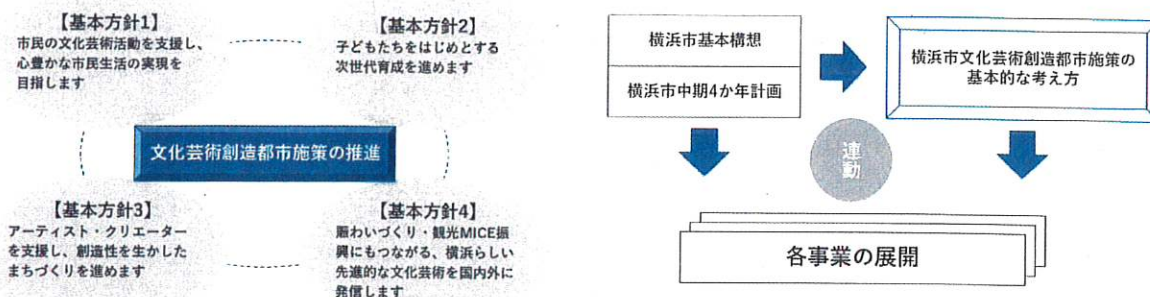 【基本方針1】
市民の文化芸術活動を支援し、
心豊かな市民生活の実現を
目指します
【基本方針2】
子どもたちをはじめとする
次世代育成を進めます
文化芸術創造都市施策の推進
【基本方針3】
アーティスト・クリエーター
を支援し、創造性を生かした
まちづくりを進めます
【基本方針4】
賑わいづくり・観光MICE振
興にもつながる、横浜らしい
先進的な文化芸術を国内外に
発信します
横浜市基本構想
横浜市中期4か年計画
横浜市文化芸術創造都市施策の
基本的な考え方
連動
各事業の展開